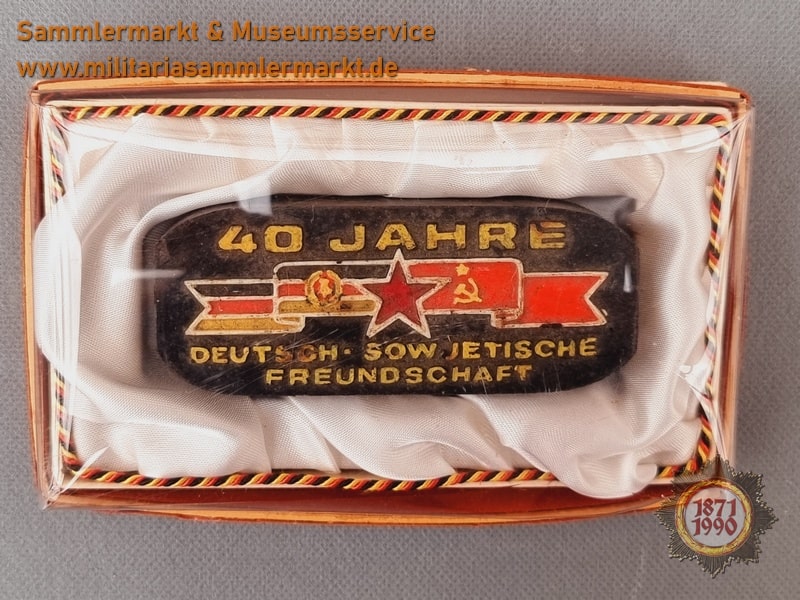 Sammlermarkt & Museumsservice
www.militariasammlermarkt.de
40 JAHRE
DEUTSCH-SOWJETISCHE
FREUNDSCHAFT
1871
1990